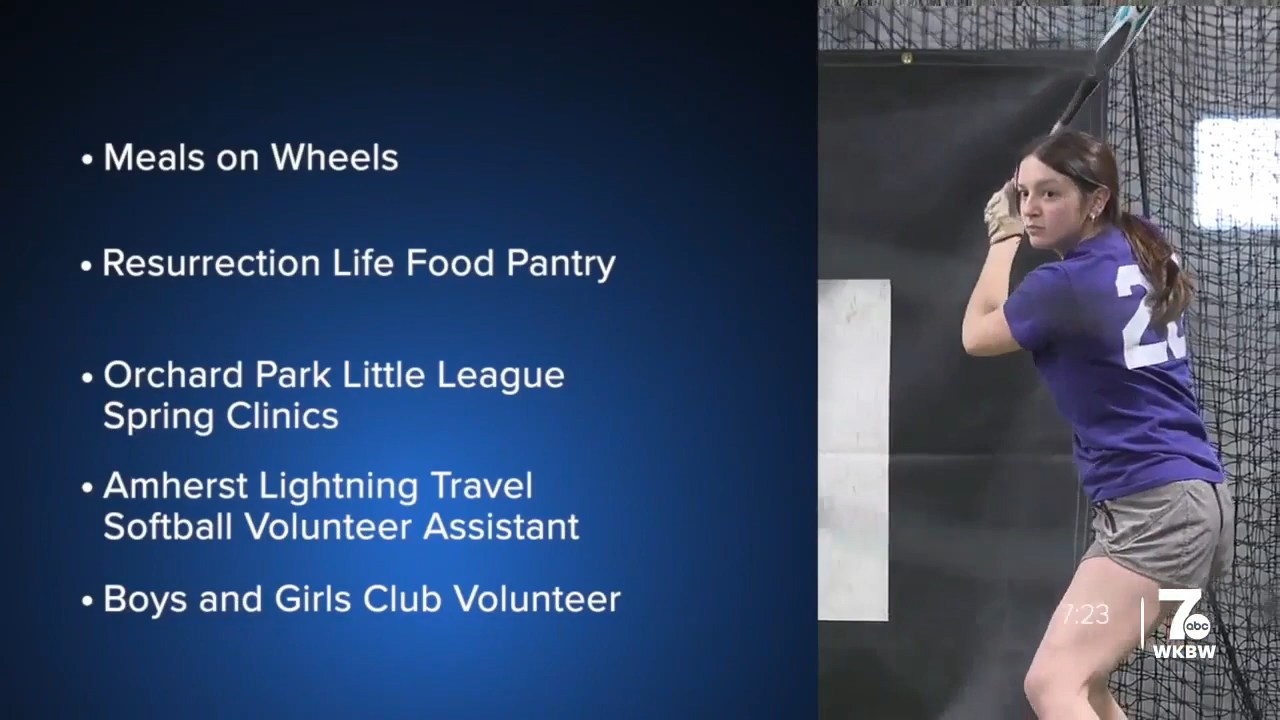 • Meals on Wheels
• Resurrection Life Food Pantry
• Orchard Park Little League
Spring Clinics
• Amherst Lightning Travel
Softball Volunteer Assistant
• Boys and Girls Club Volunteer
7:23
7
abc
WKBW